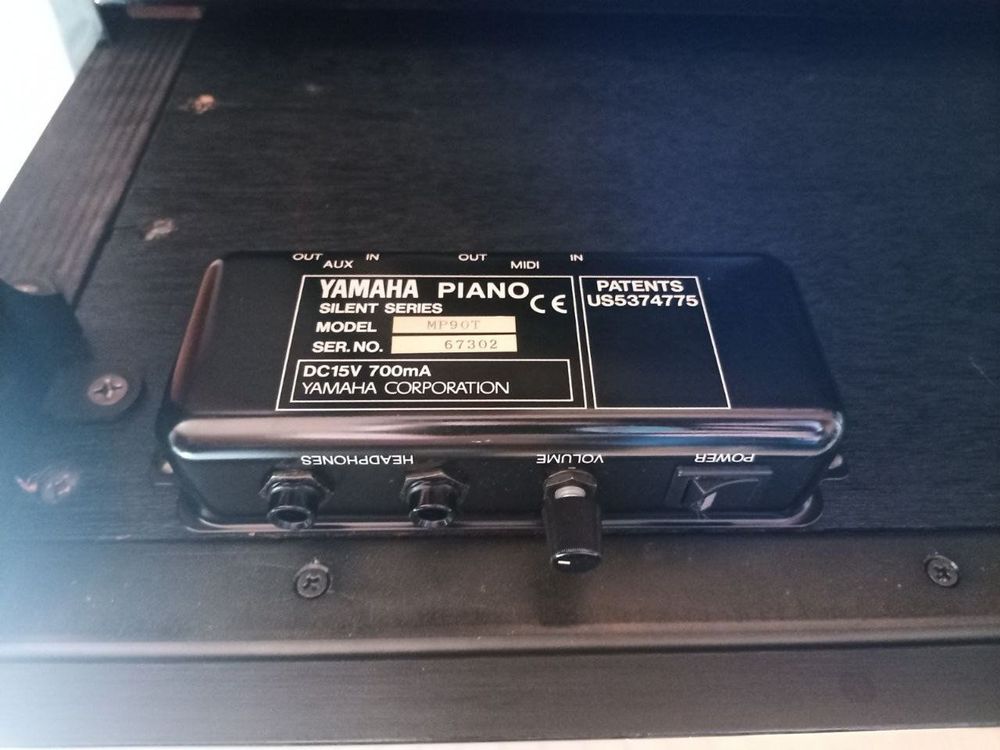 OUT AUX IN OUT MIDI IN
YAMAHA PIANO CE
SILENT SERIES
MODEL MP90T
SER. NO. 67302
DC15V 700mA
YAMAHA CORPORATION
PATENTS
US5374775
HEADPHONES
VOLUME
POWER